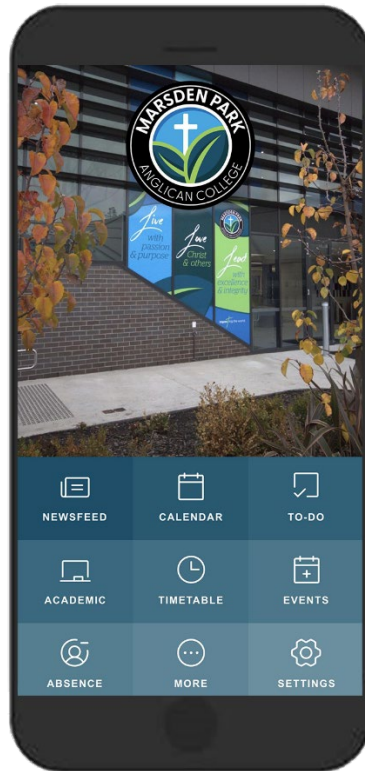 MARSDEN PARK
ANGLICAN COLLEGE
Live
with
passion
& purpose
Love
Christ
& others
Lead
with
excellence
& integrity
NEWSFEED
CALENDAR
TO-DO
ACADEMIC
TIMETABLE
EVENTS
ABSENCE
MORE
SETTINGS